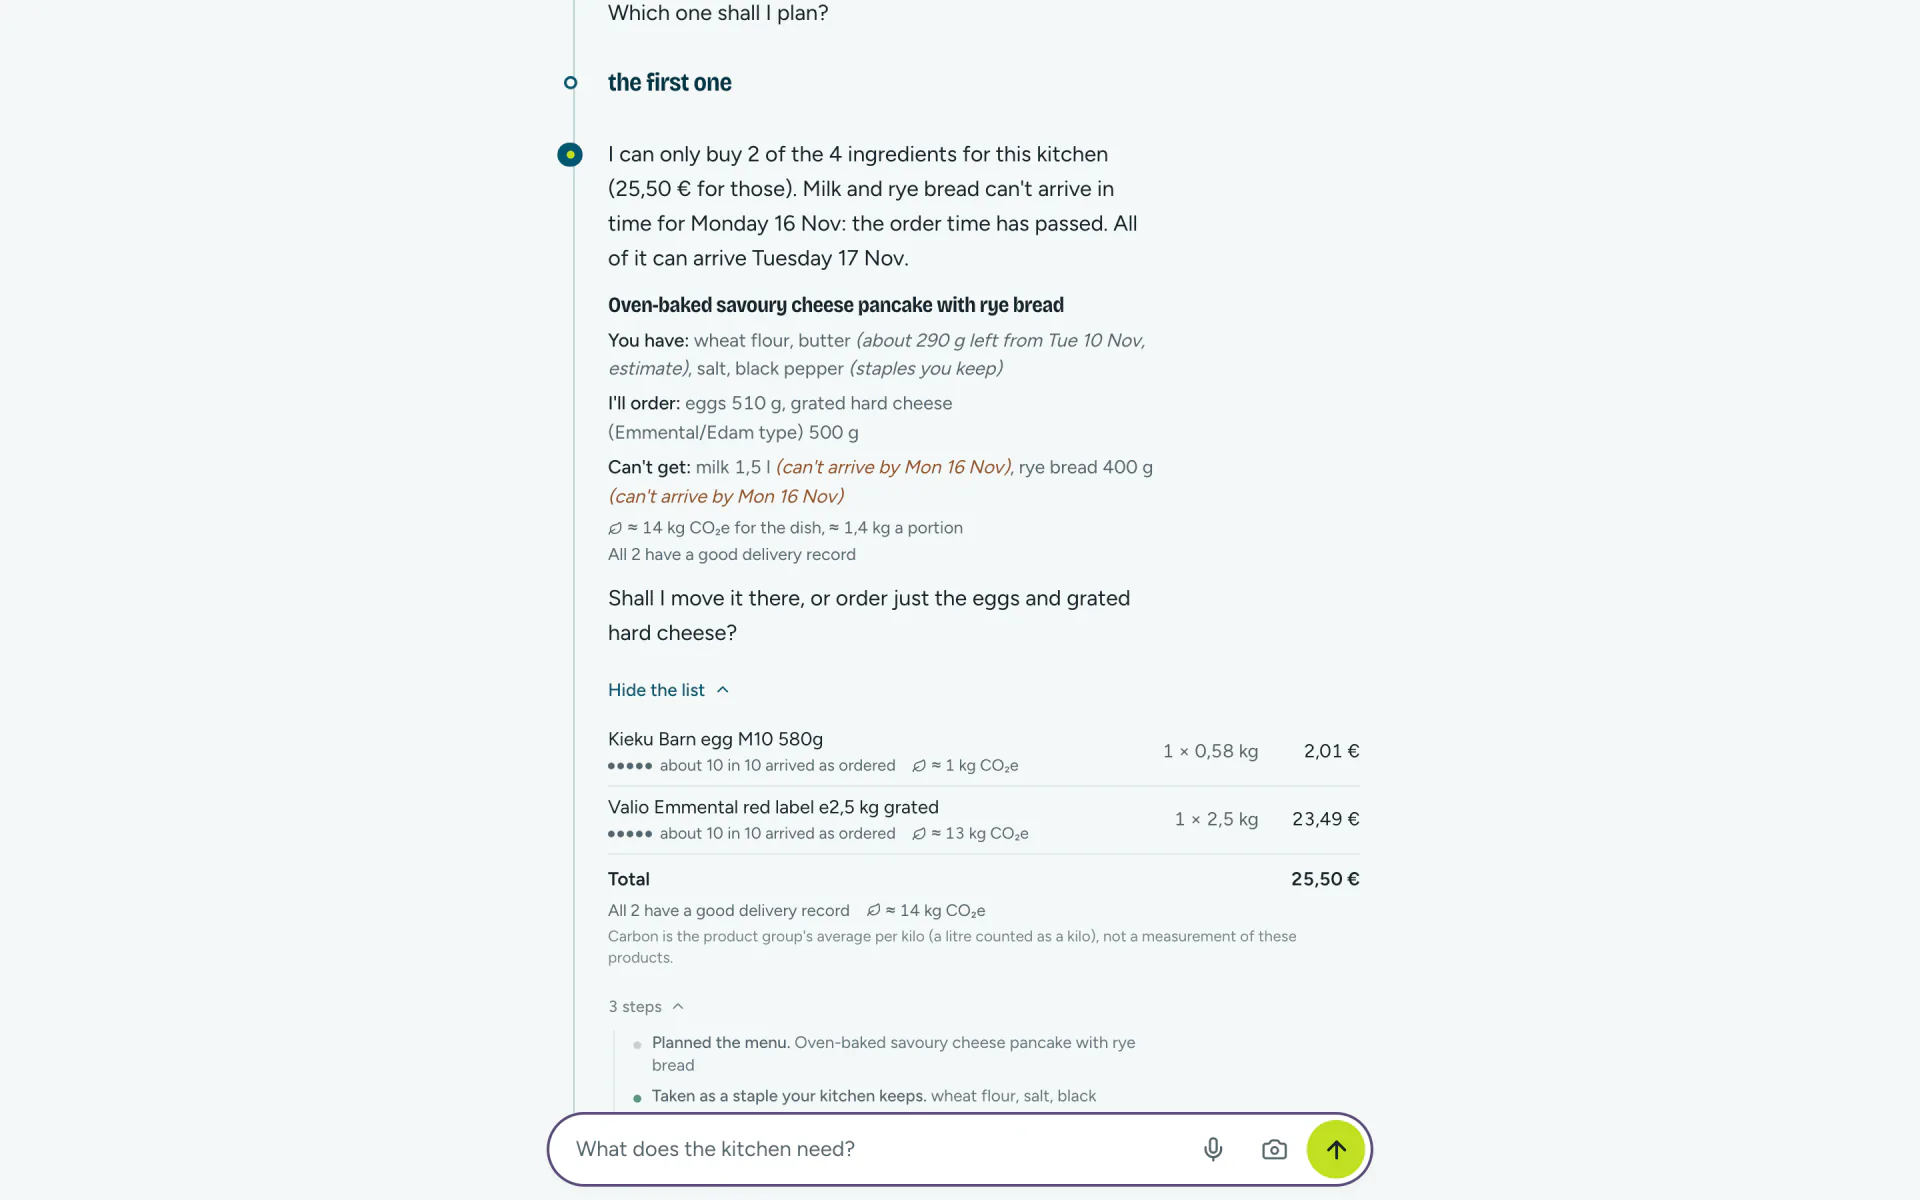 Which one shall I plan?
the first one
I can only buy 2 of the 4 ingredients for this kitchen
(25,50 € for those). Milk and rye bread can't arrive in
time for Monday 16 Nov: the order time has passed. All
of it can arrive Tuesday 17 Nov.
Oven-baked savoury cheese pancake with rye bread
You have: wheat flour, butter (about 290 g left from Tue 10 Nov,
estimate), salt, black pepper (staples you keep)
I'll order: eggs 510 g, grated hard cheese
(Emmental/Edam type) 500 g
Can't get: milk 1,5 l (can't arrive by Mon 16 Nov), rye bread 400 g
(can't arrive by Mon 16 Nov)
≈ 14 kg CO₂e for the dish, ≈ 1,4 kg a portion
All 2 have a good delivery record
Shall I move it there, or order just the eggs and grated
hard cheese?
Hide the list
Kieku Barn egg M10 580g
about 10 in 10 arrived as ordered ≈ 1 kg CO₂e
1 × 0,58 kg 2,01 €
Valio Emmental red label e2,5 kg grated
about 10 in 10 arrived as ordered ≈ 13 kg CO₂e
1 × 2,5 kg 23,49 €
Total 25,50 €
All 2 have a good delivery record ≈ 14 kg CO₂e
Carbon is the product group's average per kilo (a litre counted as a kilo), not a measurement of these
products.
3 steps
Planned the menu. Oven-baked savoury cheese pancake with rye
bread
Taken as a staple your kitchen keeps. wheat flour, salt, black
What does the kitchen need?